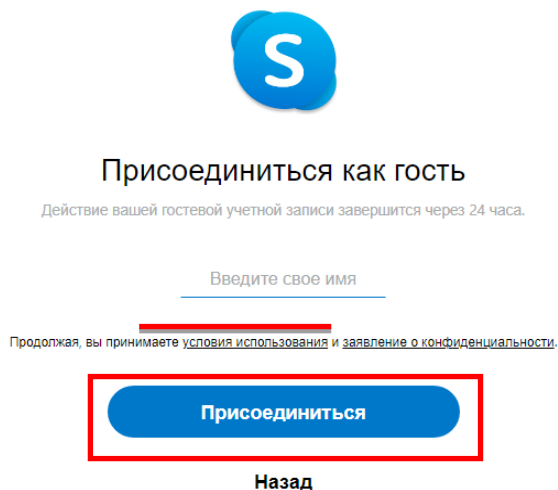 S
Присоединиться как гость
Действие вашей гостевой учетной записи завершится через 24 часа.
Введите свое имя
Продолжая, вы принимаете условия использования и заявление о конфиденциальности.
Присоединиться
Назад